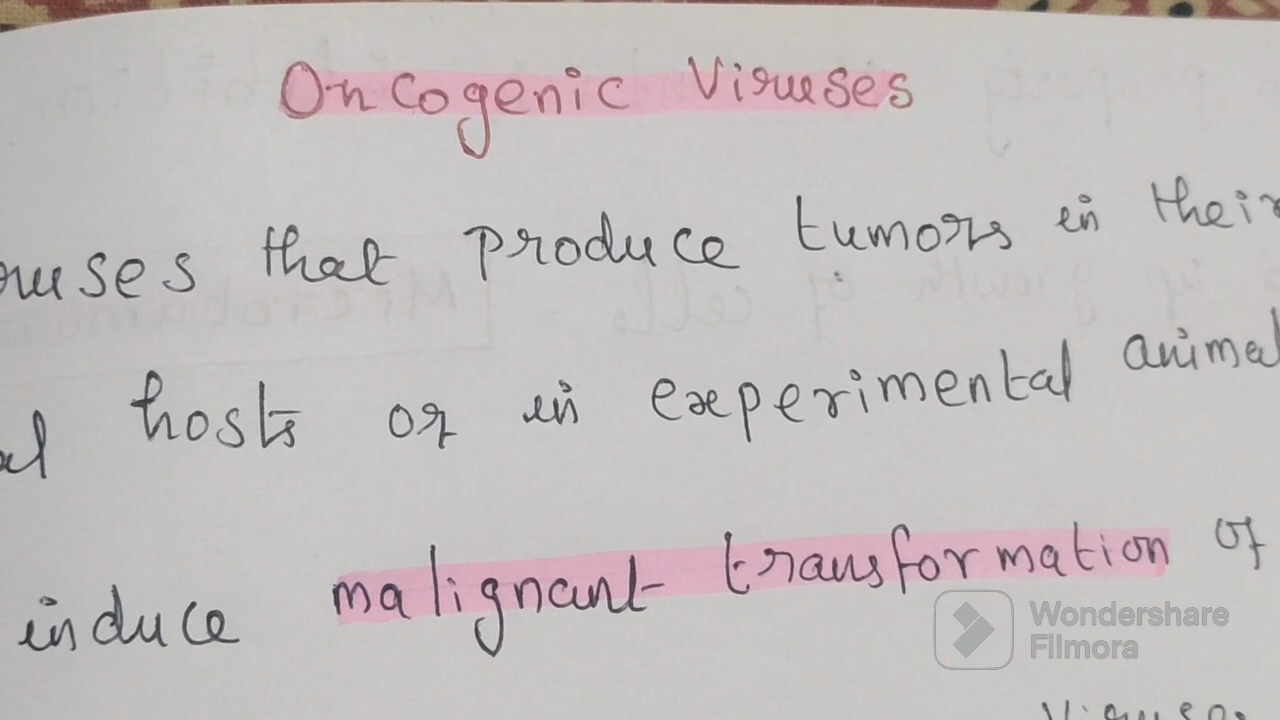 Oncogenic Viruses
ruses that produce tumors in their
al hosts or in experimental animal
induce malignant transformation of
Wondershare
Filmora